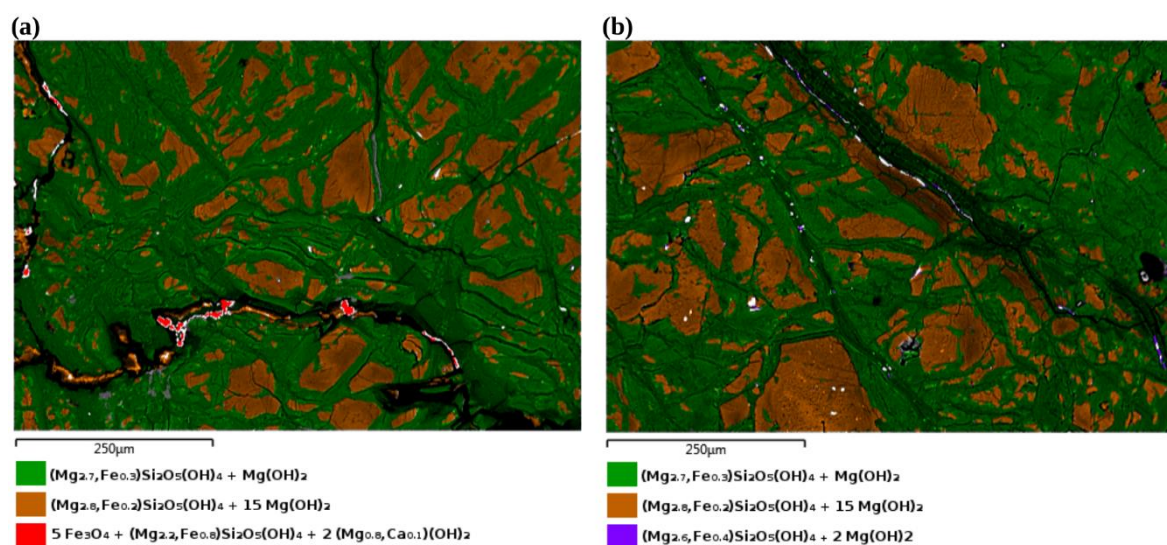 (a)
(b)
250µm
250µm
(Mg₂.₇,Fe₀.₃)Si₂O₅(OH)₄ + Mg(OH)₂
(Mg₂.₈,Fe₀.₂)Si₂O₅(OH)₄ + 15 Mg(OH)₂
5 Fe₃O₄ + (Mg₂.₂,Fe₀.₈)Si₂O₅(OH)₄ + 2 (Mg₀.₈,Ca₀.₁)(OH)₂
(Mg₂.₇,Fe₀.₃)Si₂O₅(OH)₄ + Mg(OH)₂
(Mg₂.₈,Fe₀.₂)Si₂O₅(OH)₄ + 15 Mg(OH)₂
(Mg₂.₆,Fe₀.₄)Si₂O₅(OH)₄ + 2 Mg(OH)2